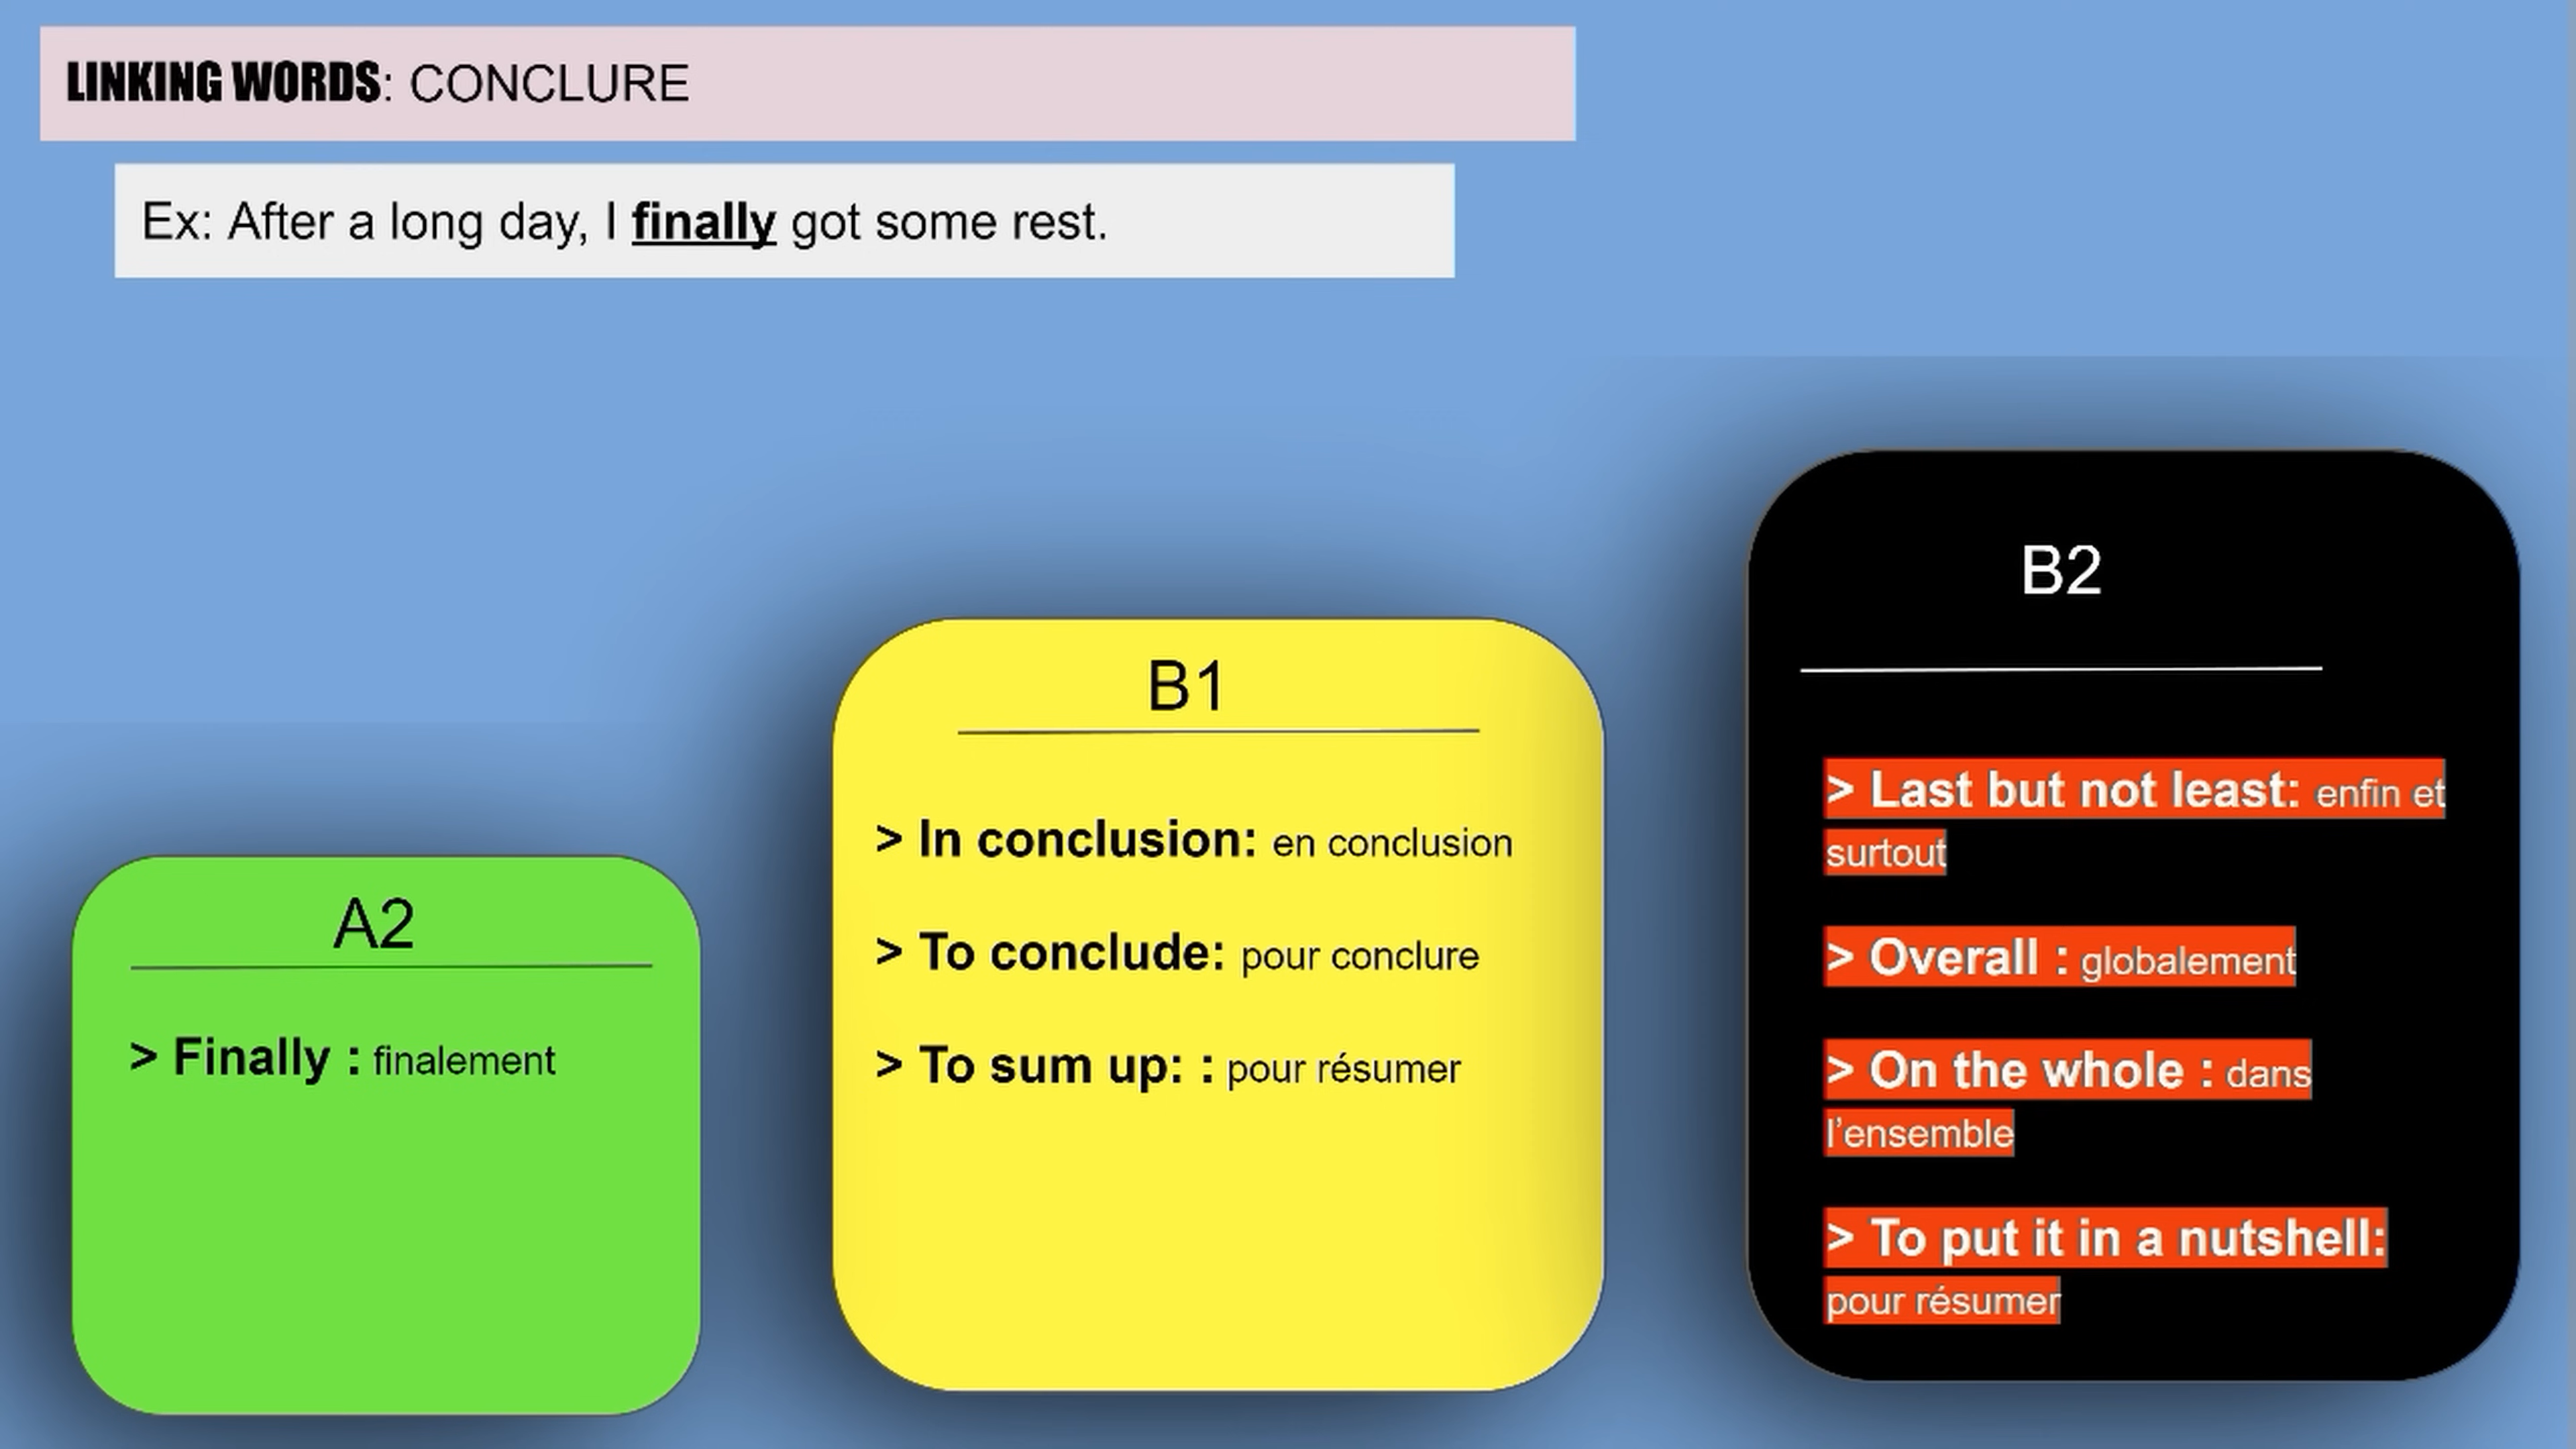 LINKING WORDS: CONCLURE
Ex: After a long day, I finally got some rest.
A2
> Finally : finalement
B1
> In conclusion: en conclusion
> To conclude: pour conclure
> To sum up: : pour résumer
B2
> Last but not least: enfin et
surtout
> Overall : globalement
> On the whole : dans
l’ensemble
> To put it in a nutshell:
pour résumer